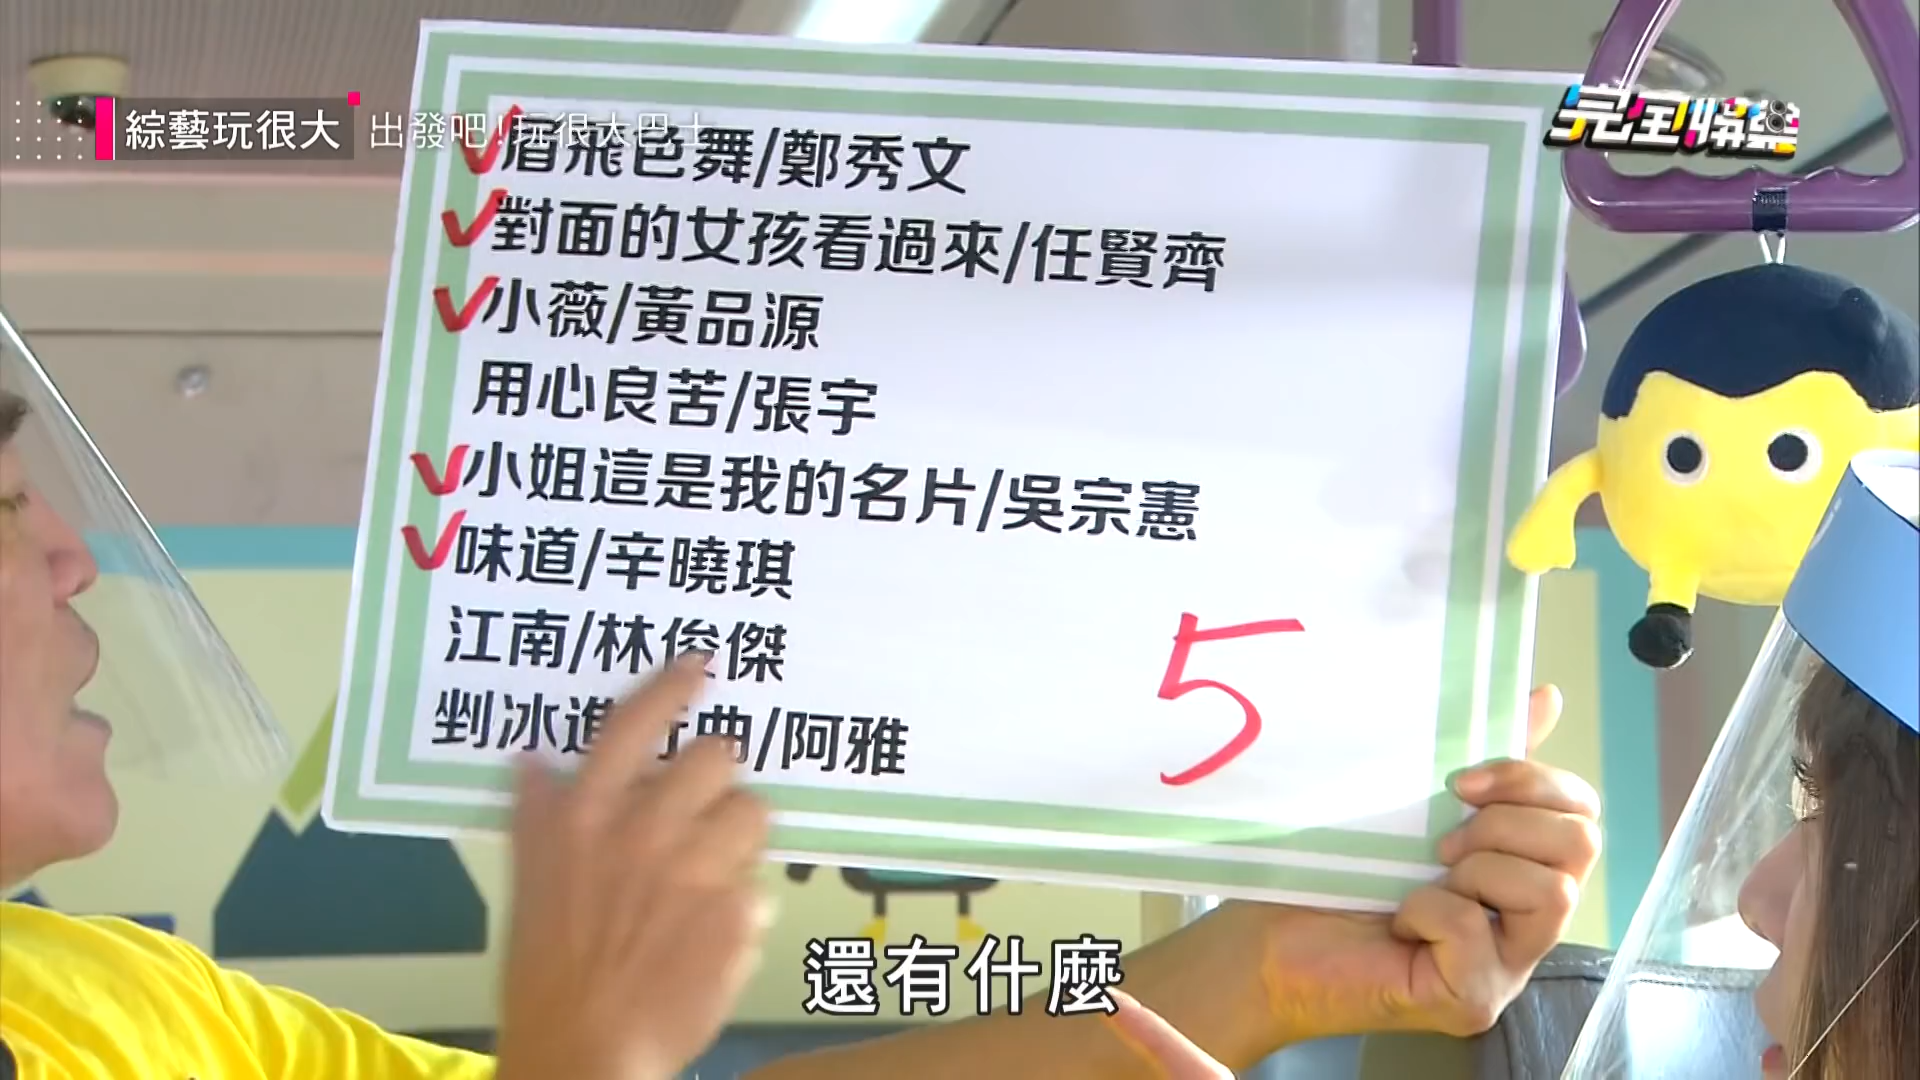 綜藝玩很大 出發吧!玩很大巴士
完全娛樂
眉飛色舞/鄭秀文
對面的女孩看過來/任賢齊
小薇/黃品源
用心良苦/張宇
小姐這是我的名片/吳宗憲
味道/辛曉琪
江南/林俊傑
剉冰進行曲/阿雅
5
還有什麼